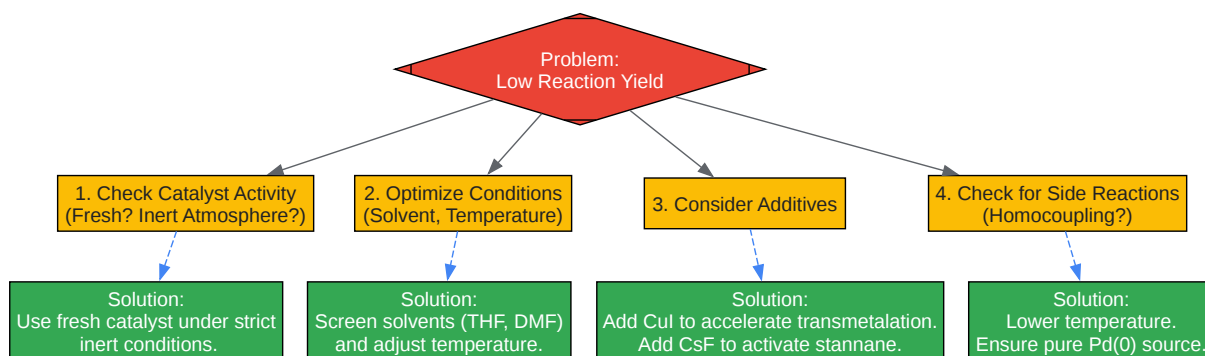 Problem:
Low Reaction Yield
1. Check Catalyst Activity
(Fresh? Inert Atmosphere?)
2. Optimize Conditions
(Solvent, Temperature)
3. Consider Additives
4. Check for Side Reactions
(Homocoupling?)
Solution:
Use fresh catalyst under strict
inert conditions.
Solution:
Screen solvents (THF, DMF)
and adjust temperature.
Solution:
Add CuI to accelerate transmetalation.
Add CsF to activate stannane.
Solution:
Lower temperature.
Ensure pure Pd(0) source.